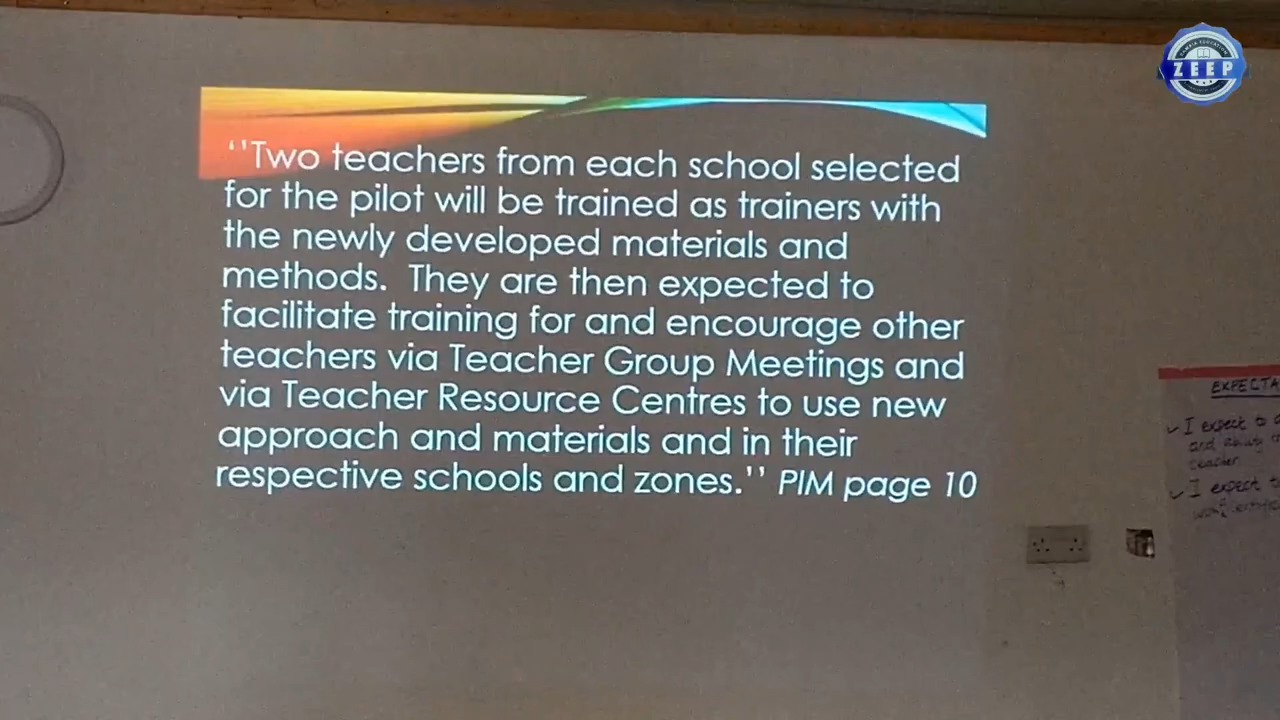 ‘‘Two teachers from each school selected
for the pilot will be trained as trainers with
the newly developed materials and
methods.  They are then expected to
facilitate training for and encourage other
teachers via Teacher Group Meetings and
via Teacher Resource Centres to use new
approach and materials and in their
respective schools and zones.’’ PIM page 10
ZEEP
EXPECTA
I expect to
and
teacher
I expect t